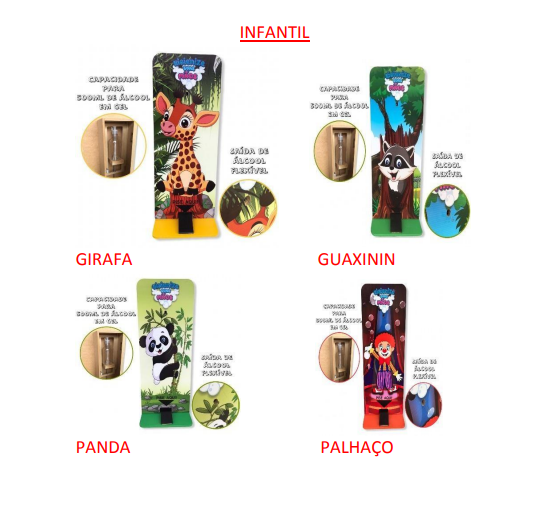 INFANTIL
CAPACIDADE
PARA
500ML DE ÁLCOOL
EM GEL
SAÍDA DE
ÁLCOOL
FLEXÍVEL
CAPACIDADE
PARA
500ML DE ÁLCOOL
EM GEL
SAÍDA DE
ÁLCOOL
FLEXÍVEL
GIRAFA
GUAXININ
CAPACIDADE
PARA
500ML DE ÁLCOOL
EM GEL
SAÍDA DE
ÁLCOOL
FLEXÍVEL
CAPACIDADE
PARA
500ML DE ÁLCOOL
EM GEL
SAÍDA DE
ÁLCOOL
FLEXÍVEL
PANDA
PALHAÇO